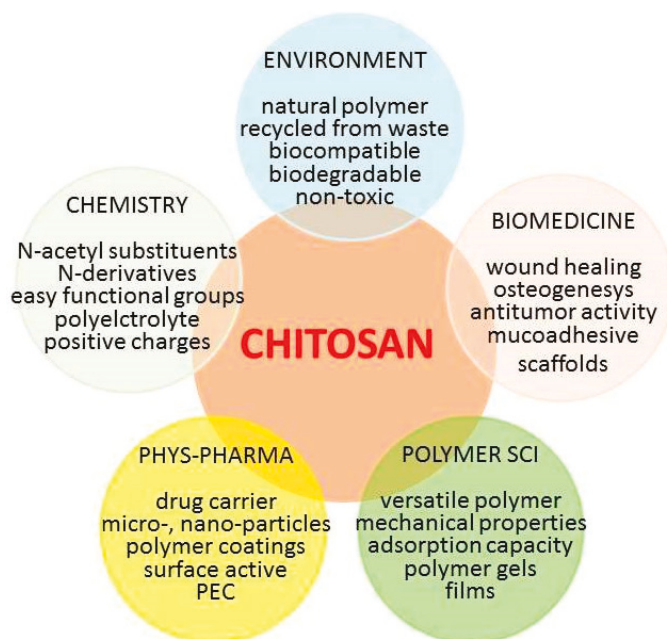 ENVIRONMENT
natural polymer
recycled from waste
biocompatible
biodegradable
non-toxic
CHEMISTRY
N-acetyl substituents
N-derivatives
easy functional groups
polyelctrolyte
positive charges
BIOMEDICINE
wound healing
osteogenesys
antitumor activity
mucoadhesive
scaffolds
CHITOSAN
PHYS-PHARMA
drug carrier
micro-, nano-particles
polymer coatings
surface active
PEC
POLYMER SCI
versatile polymer
mechanical properties
adsorption capacity
polymer gels
films